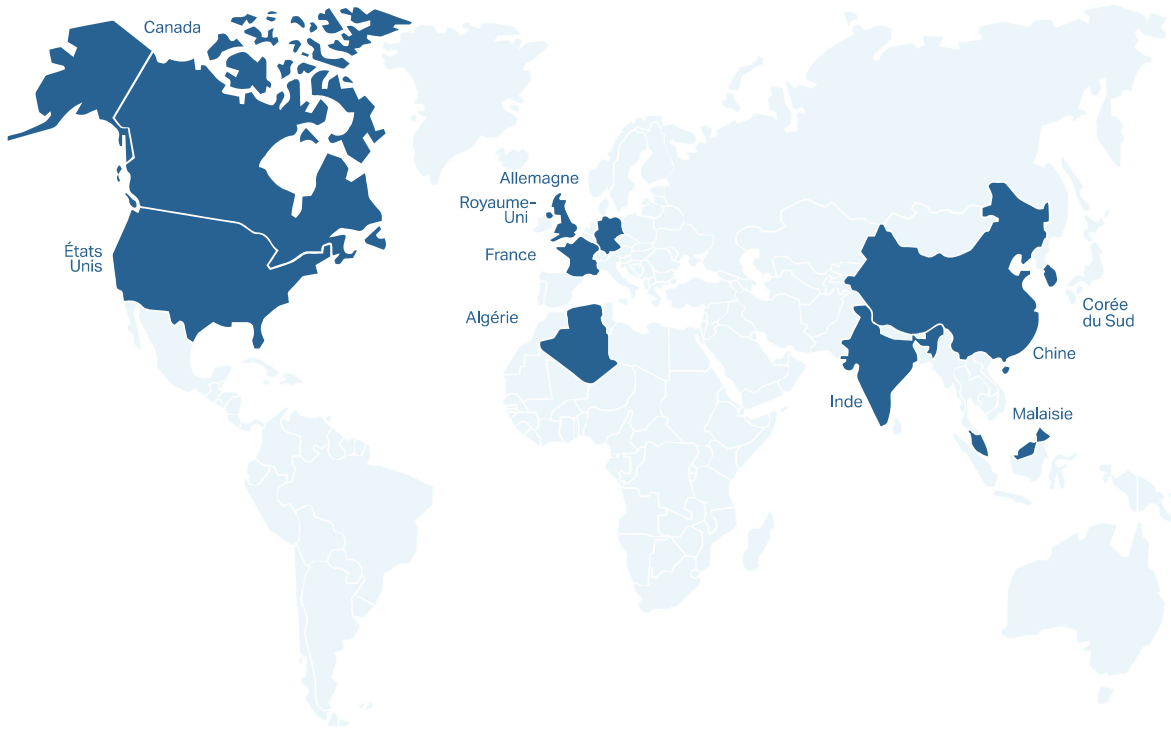 Canada
Allemagne
Royaume-
Uni
États
Unis
France
Algérie
Corée
du Sud
Chine
Inde
Malaisie